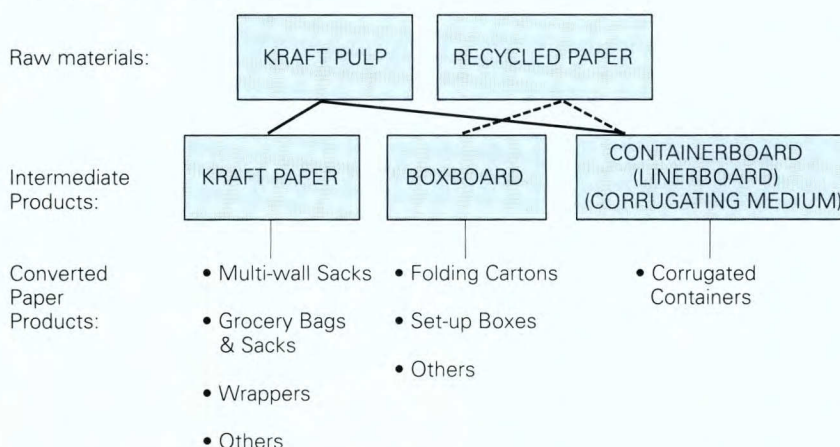 Raw materials:
KRAFT PULP
RECYCLED PAPER
Intermediate
Products:
KRAFT PAPER
BOXBOARD
CONTAINERBOARD
(LINERBOARD)
(CORRUGATING MEDIUM)
Converted
Paper
Products:
• Multi-wall Sacks
• Grocery Bags
& Sacks
• Wrappers
• Others
• Folding Cartons
• Set-up Boxes
• Others
• Corrugated
Containers